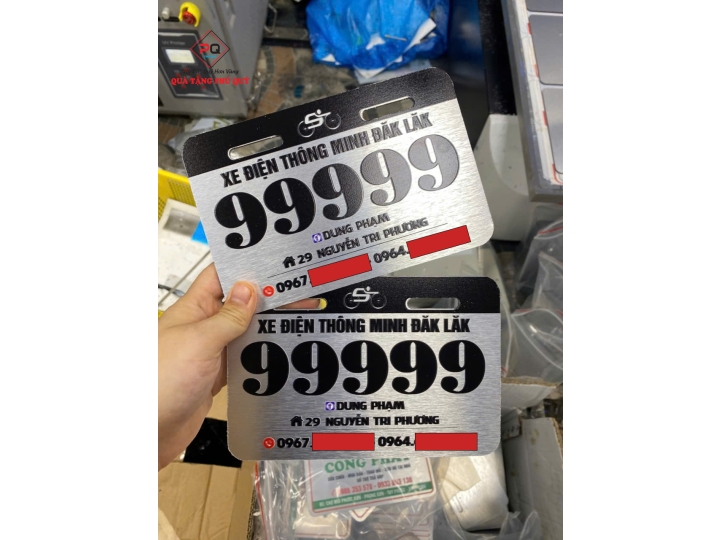 QUÀ TẶNG PHÚ QUÝ
XE ĐIỆN THÔNG MINH ĐĂK LĂK
99999
DUNG PHẠM
29 NGUYỄN TRI PHƯƠNG
0967. 0964.
XE ĐIỆN THÔNG MINH ĐĂK LĂK
99999
DUNG PHẠM
29 NGUYỄN TRI PHƯƠNG
0967. 0964.
CÔNG PHÁT